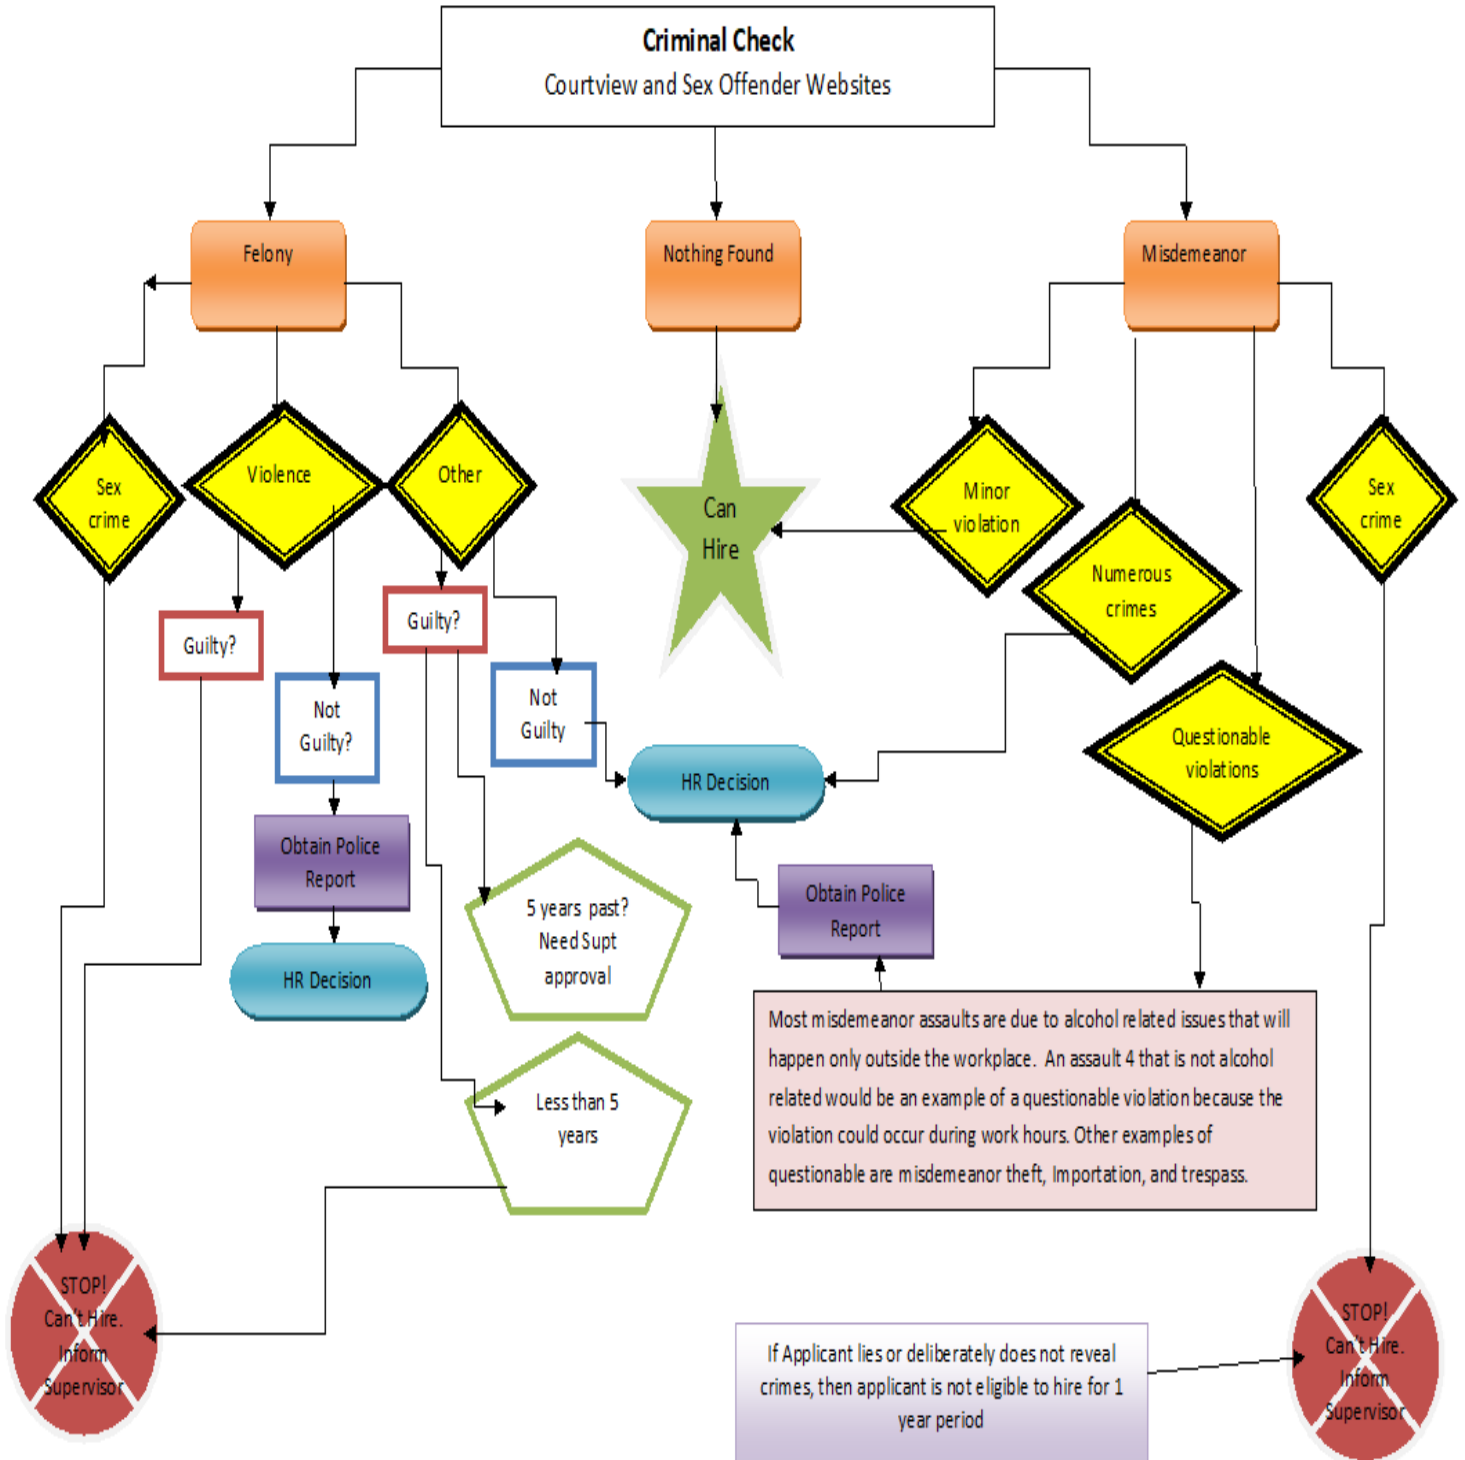 Criminal Check
Courtview and Sex Offender Websites
Felony
Nothing Found
Misdemeanor
Sex
crime
Violence
Other
Can
Hire
Minor
violation
Numerous
crimes
Sex
crime
Guilty?
Guilty?
Not
Guilty?
Not
Guilty
Questionable
violations
HR Decision
Obtain Police
Report
HR Decision
5 years past?
Need Supt
approval
Obtain Police
Report
Less than 5
years
Most misdemeanor assaults are due to alcohol related issues that will
happen only outside the workplace. An assault 4 that is not alcohol
related would be an example of a questionable violation because the
violation could occur during work hours. Other examples of
questionable are misdemeanor theft, Importation, and trespass.
STOP!
Can't Hire.
Inform
Supervisor
If Applicant lies or deliberately does not reveal
crimes, then applicant is not eligible to hire for 1
year period
STOP!
Can't Hire.
Inform
Supervisor